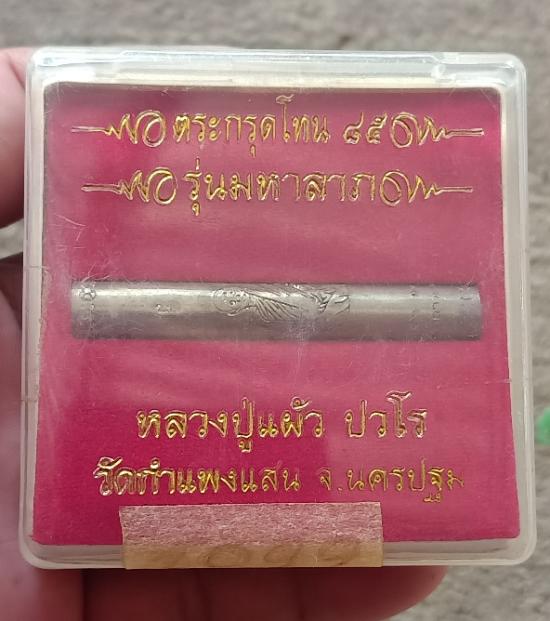 ตระกรุดโทน ๘๕
รุ่นมหาลาภ
หลวงปู่แผ้ว ปวโร
วัดกำแพงแสน จ.นครปฐม